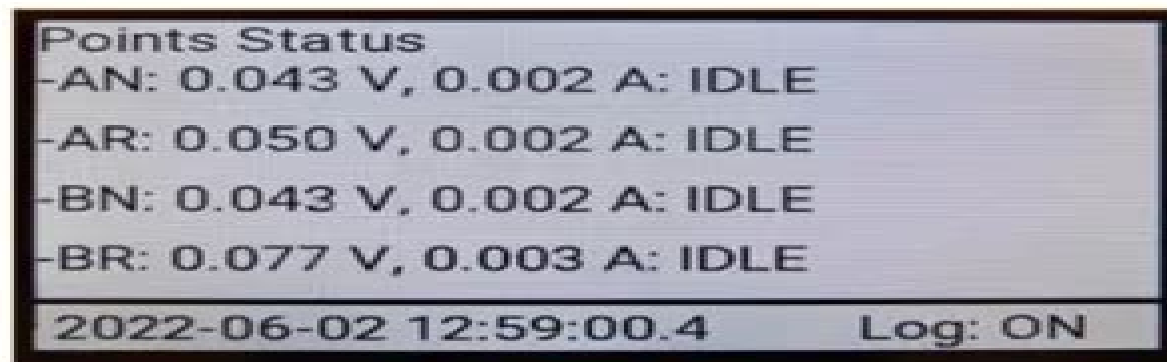 Points Status
-AN: 0.043 V, 0.002 A: IDLE
-AR: 0.050 V, 0.002 A: IDLE
-BN: 0.043 V, 0.002 A: IDLE
-BR: 0.077 V, 0.003 A: IDLE
2022-06-02 12:59:00.4 Log: ON